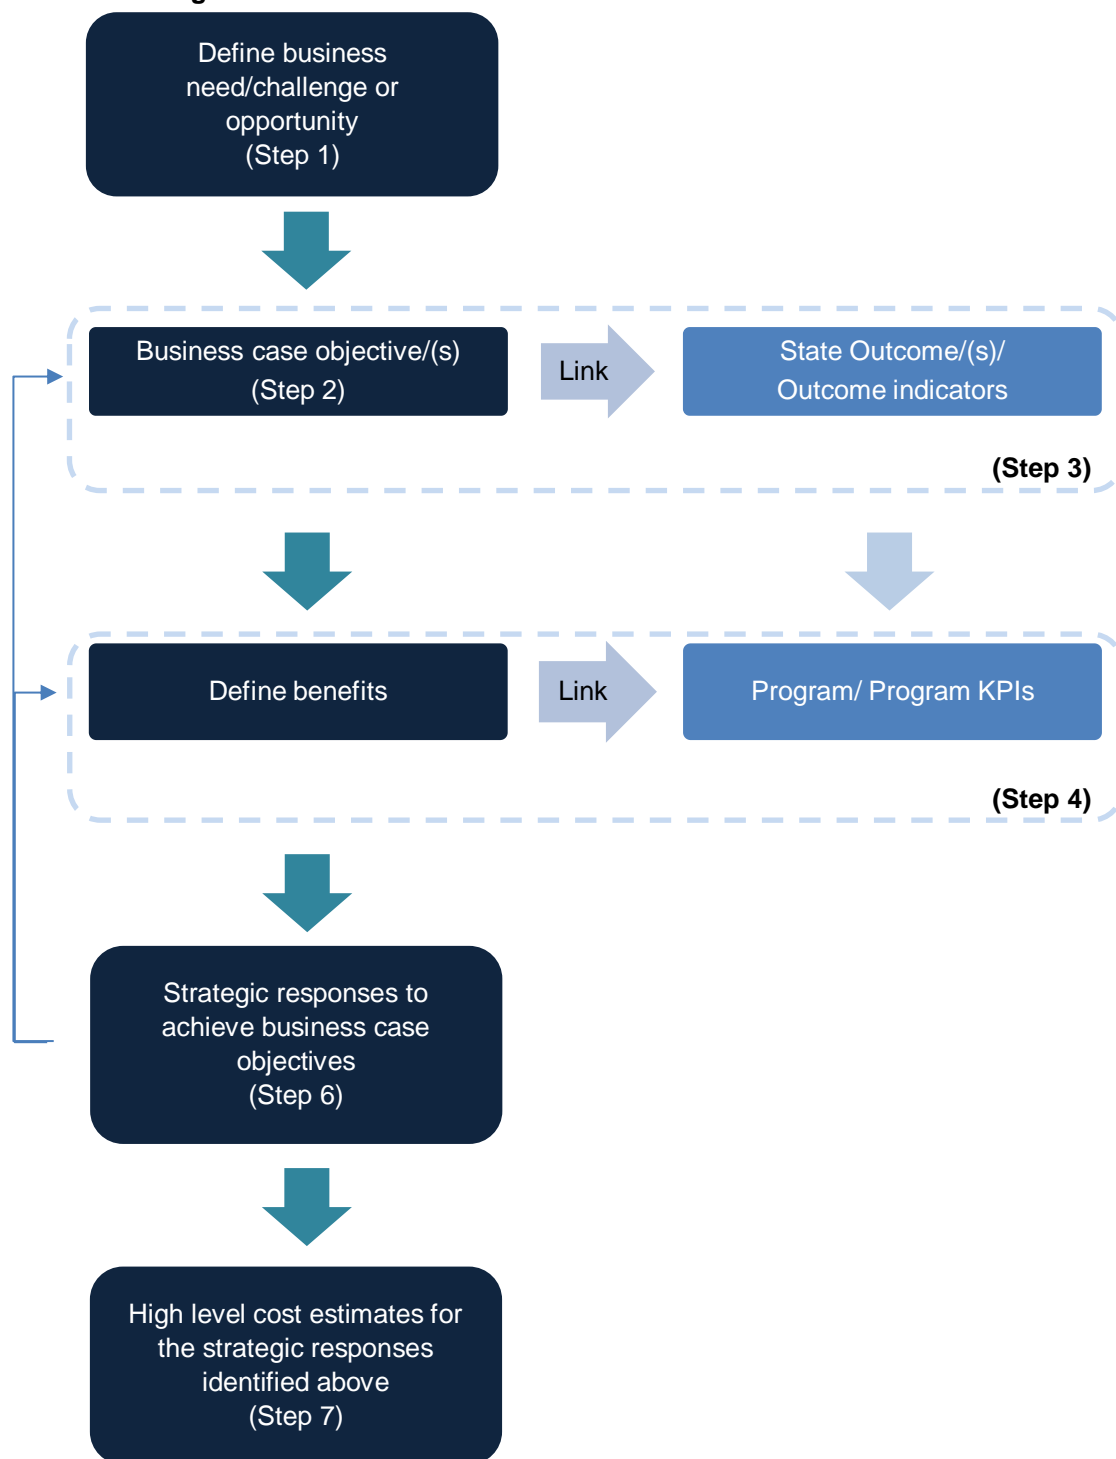 Define business
need/challenge or
opportunity
(Step 1)
Business case objective/(s)
(Step 2)
Link
State Outcome/(s)/
Outcome indicators
(Step 3)
Define benefits
Link
Program/ Program KPIs
(Step 4)
Strategic responses to
achieve business case
objectives
(Step 6)
High level cost estimates for
the strategic responses
identified above
(Step 7)